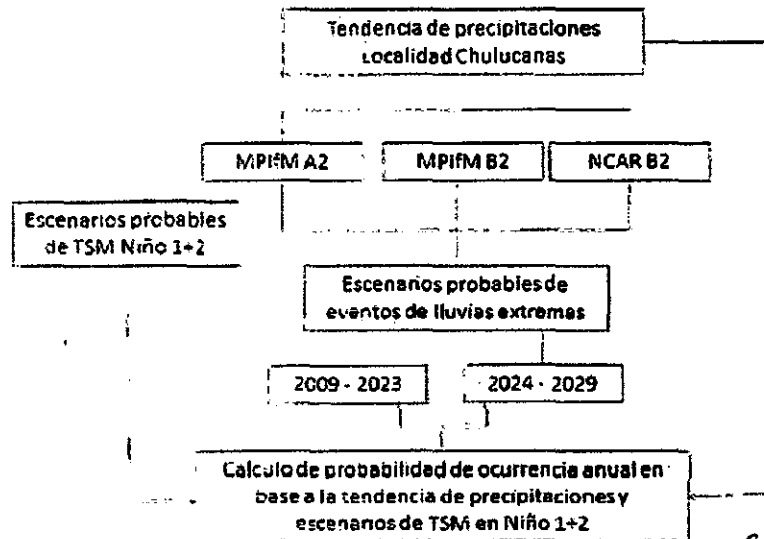 Tendencia de precipitaciones
Localidad Chulucanas
MPIfM A2
MPIfM B2
NCAR B2
Escenarios probables
de TSM Niño 1+2
Escenarios probables de
eventos de lluvias extremas
2009 - 2023
2024 - 2029
Calculo de probabilidad de ocurrencia anual en
base a la tendencia de precipitaciones y
escenarios de TSM en Niño 1+2